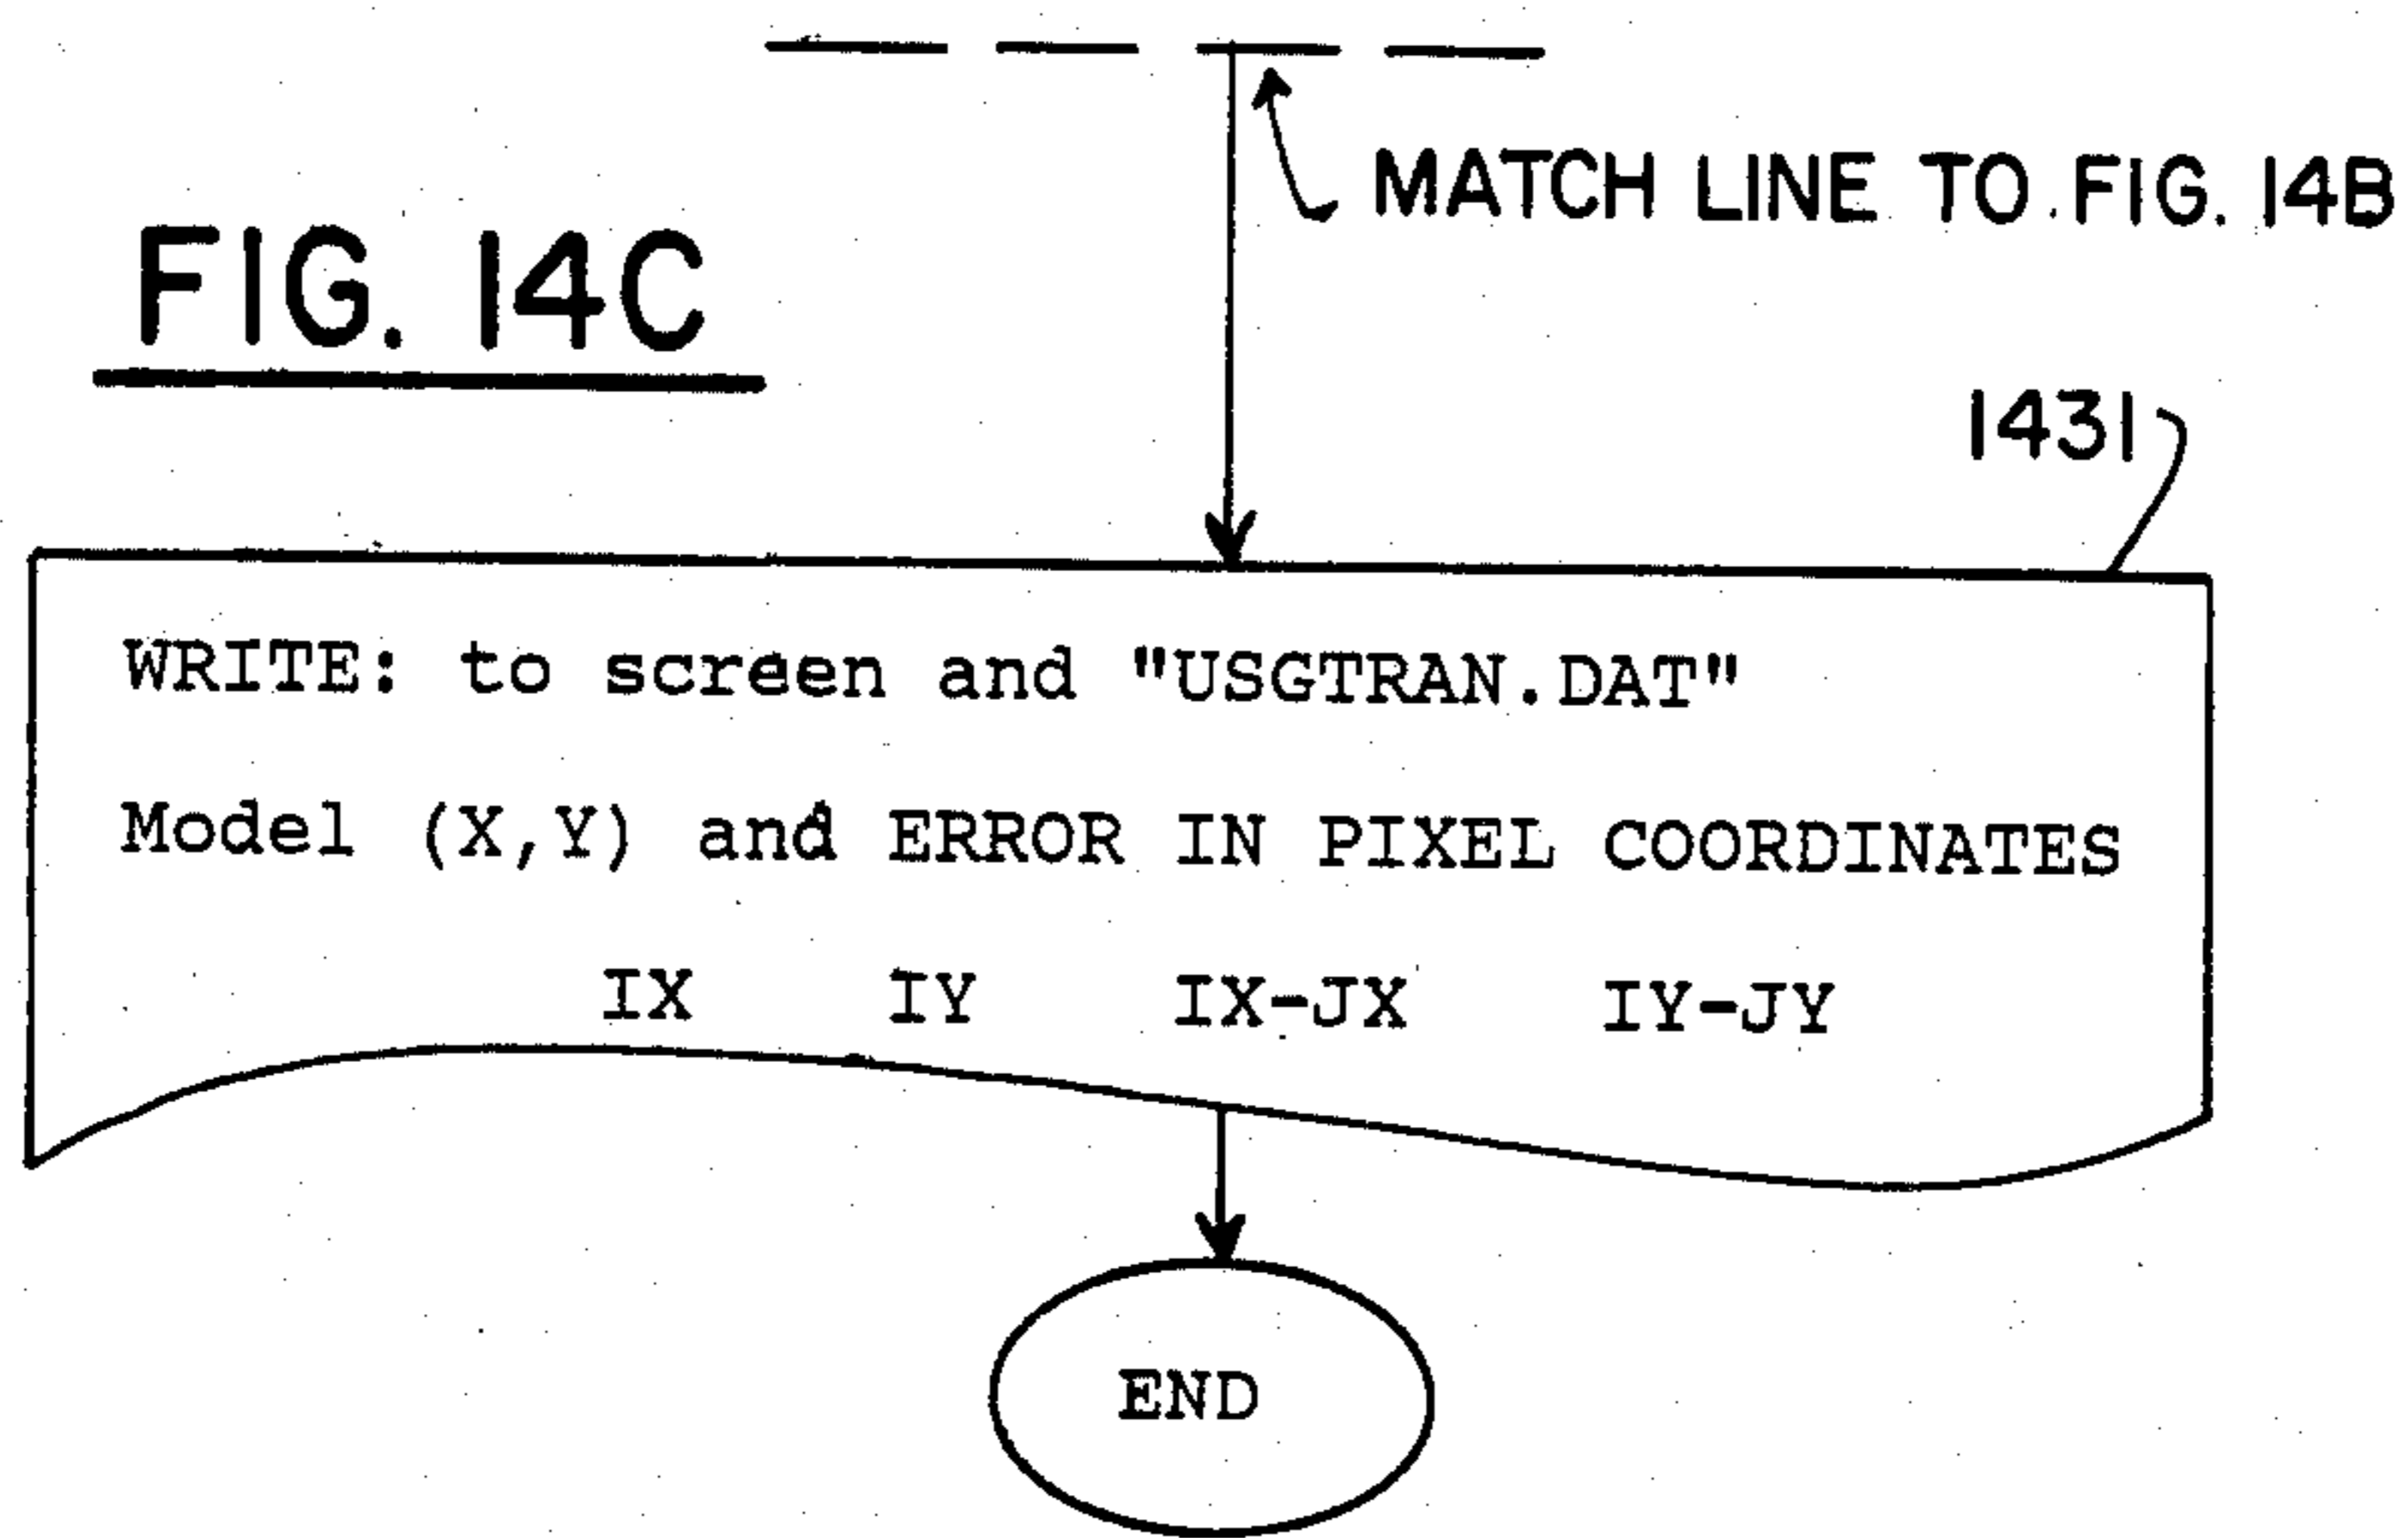 MATCH LINE TO FIG. 14B
FIG. 14C
1431
WRITE: to screen and "USGTRAN.DAT"
Model (X,Y) and ERROR IN PIXEL COORDINATES
IX IY IX-JX IY-JY
END